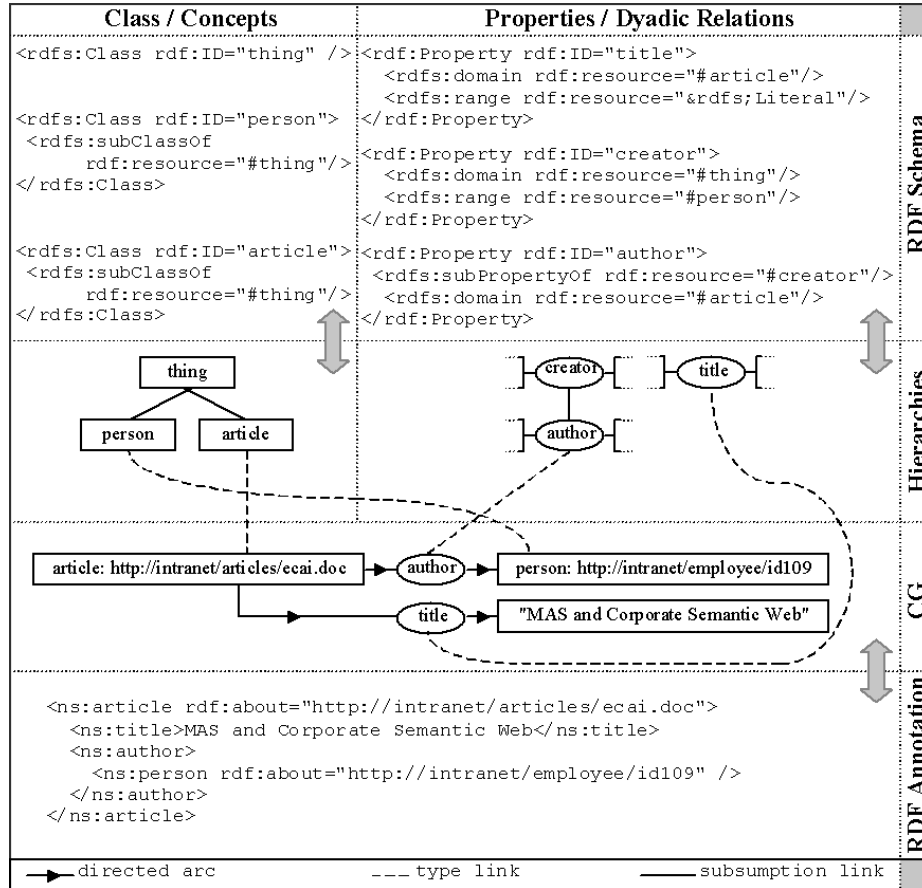 Class / Concepts
Properties / Dyadic Relations
<rdfs:Class rdf:ID="thing" />
<rdfs:Class rdf:ID="person">
<rdfs:subClassOf
rdf:resource="#thing"/>
</rdfs:Class>
<rdfs:Class rdf:ID="article">
<rdfs:subClassOf
rdf:resource="#thing"/>
</rdfs:Class>
<rdf:Property rdf:ID="title">
<rdfs:domain rdf:resource="#article"/>
<rdfs:range rdf:resource="&rdfs;Literal"/>
</rdf:Property>
<rdf:Property rdf:ID="creator">
<rdfs:domain rdf:resource="#thing"/>
<rdfs:range rdf:resource="#person"/>
</rdf:Property>
<rdf:Property rdf:ID="author">
<rdfs:subPropertyOf rdf:resource="#creator"/>
<rdfs:domain rdf:resource="#article"/>
</rdf:Property>
RDF Schema
thing
person
article
creator
title
author
Hierarchies
article: http://intranet/articles/ecai.doc
author
person: http://intranet/employee/id109
title
"MAS and Corporate Semantic Web"
CG
<ns:article rdf:about="http://intranet/articles/ecai.doc">
<ns:title>MAS and Corporate Semantic Web</ns:title>
<ns:author>
<ns:person rdf:about="http://intranet/employee/id109" />
</ns:author>
</ns:article>
RDF Annotation
directed arc
type link
subsumption link